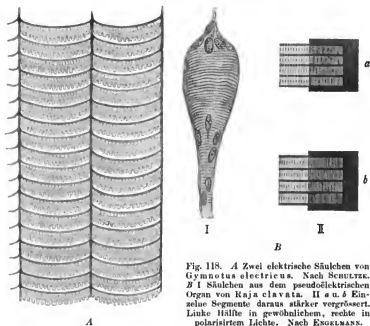 a
I
II
b
B
Fig. 118. A Zwei elektrische Säulchen von
Gymnotus electricus. Nach SCHULTZE.
B I Säulchen aus dem pseudoëlektrischen
Organ von Raja clavata. II a u. b Ein-
zelne Segmente daraus stärker vergrössert.
Linke Hälfte in gewöhnlichem, rechte in
polarisirtem Lichte. Nach ENGELMANN.
A